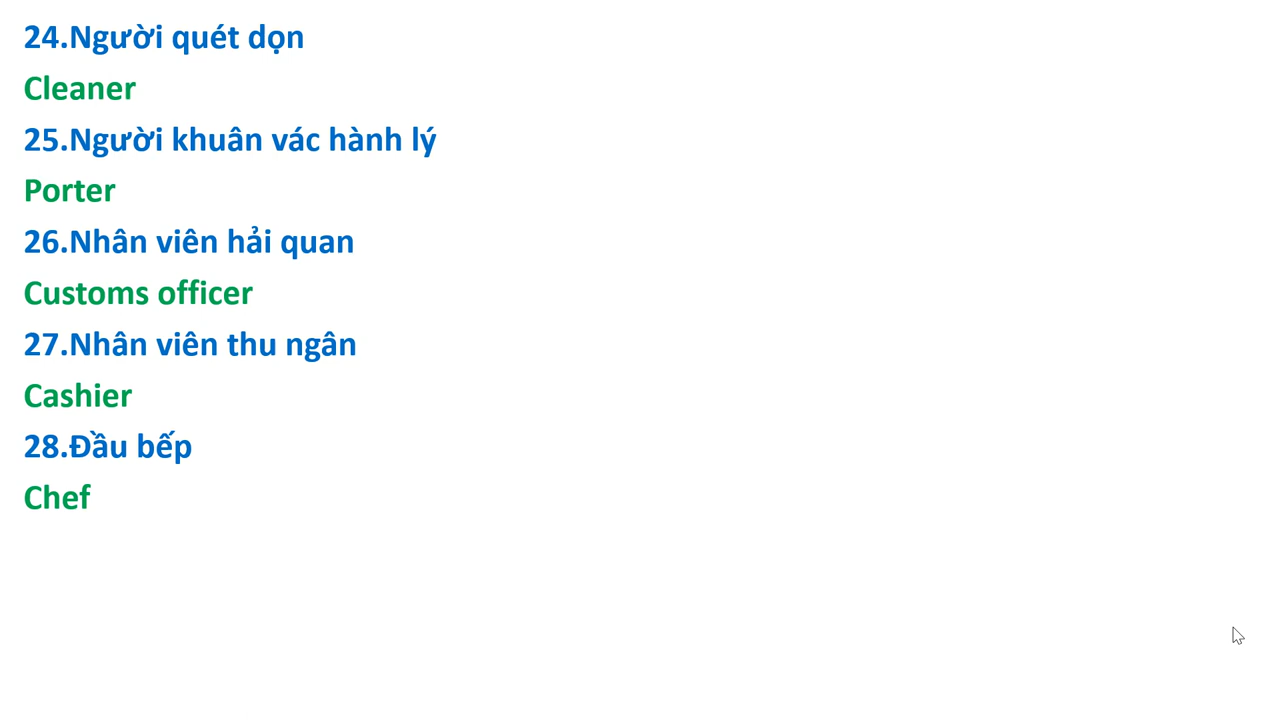 24.Người quét dọn
Cleaner
25.Người khuân vác hành lý
Porter
26.Nhân viên hải quan
Customs officer
27.Nhân viên thu ngân
Cashier
28.Đầu bếp
Chef